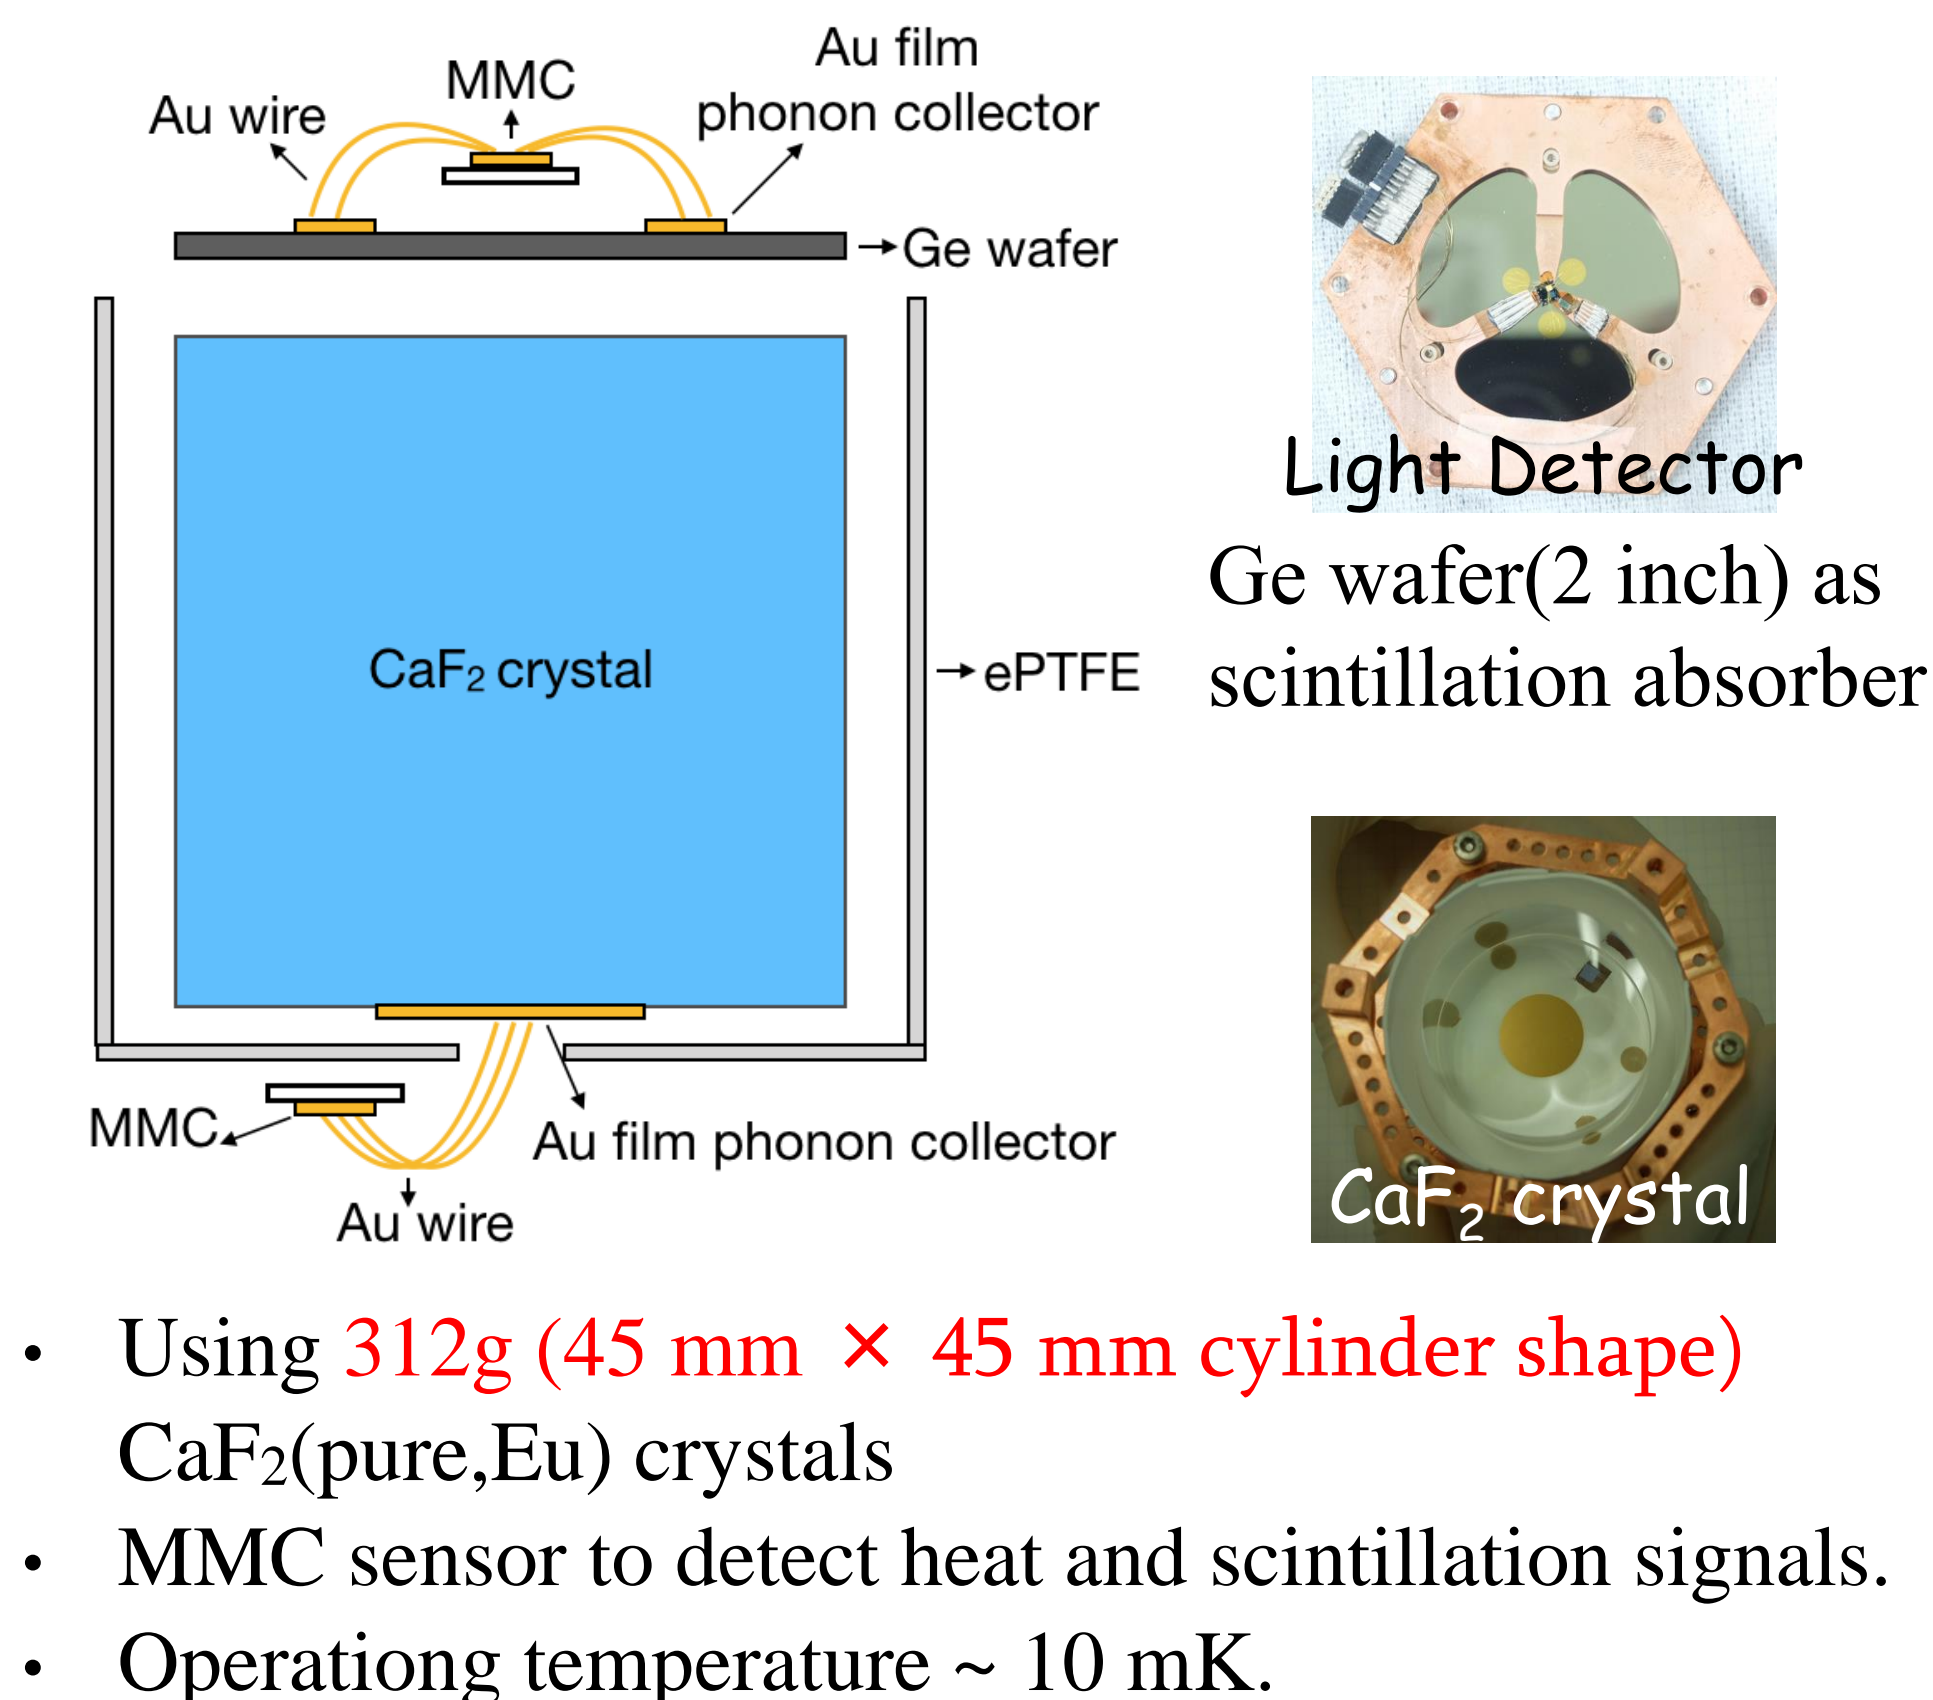 Au film
MMC
phonon collector
Au wire
Ge wafer
CaF₂ crystal
ePTFE
MMC
Au film phonon collector
Au wire
Light Detector
Ge wafer(2 inch) as
scintillation absorber
CaF₂ crystal
• Using 312g (45 mm × 45 mm cylinder shape)
CaF₂(pure,Eu) crystals
• MMC sensor to detect heat and scintillation signals.
• Operationg temperature ~ 10 mK.